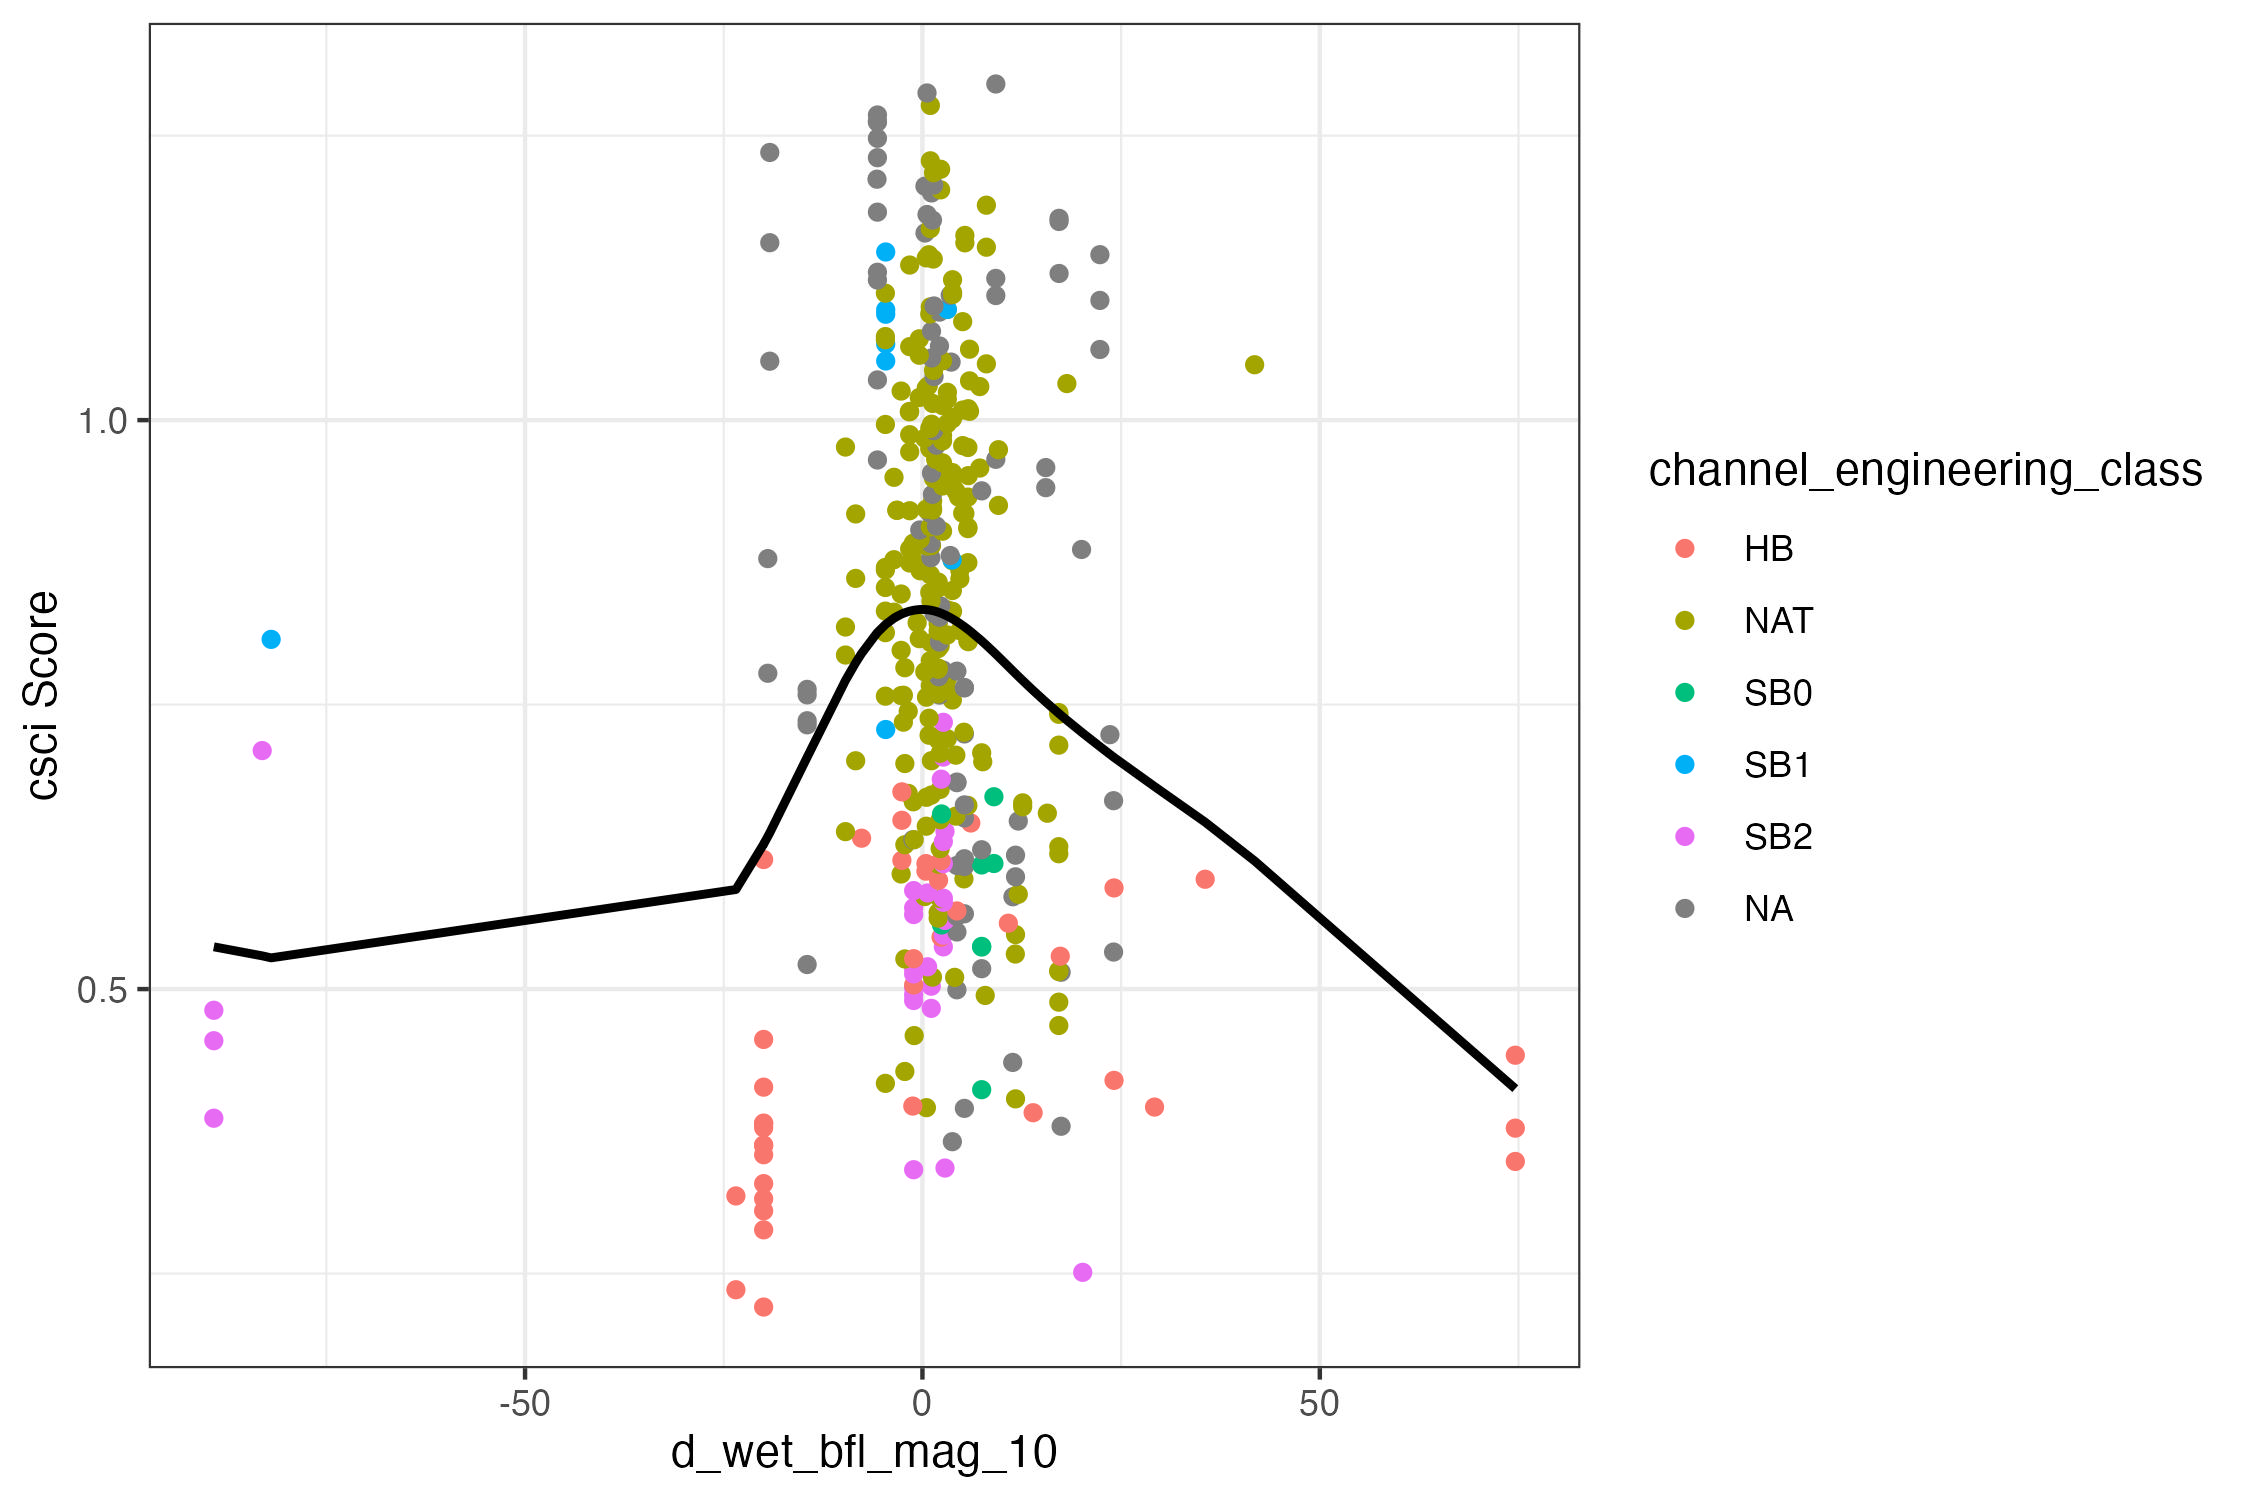 csci Score
1.0
0.5
-50
0
50
d_wet_bfl_mag_10
channel_engineering_class
HB
NAT
SB0
SB1
SB2
NA